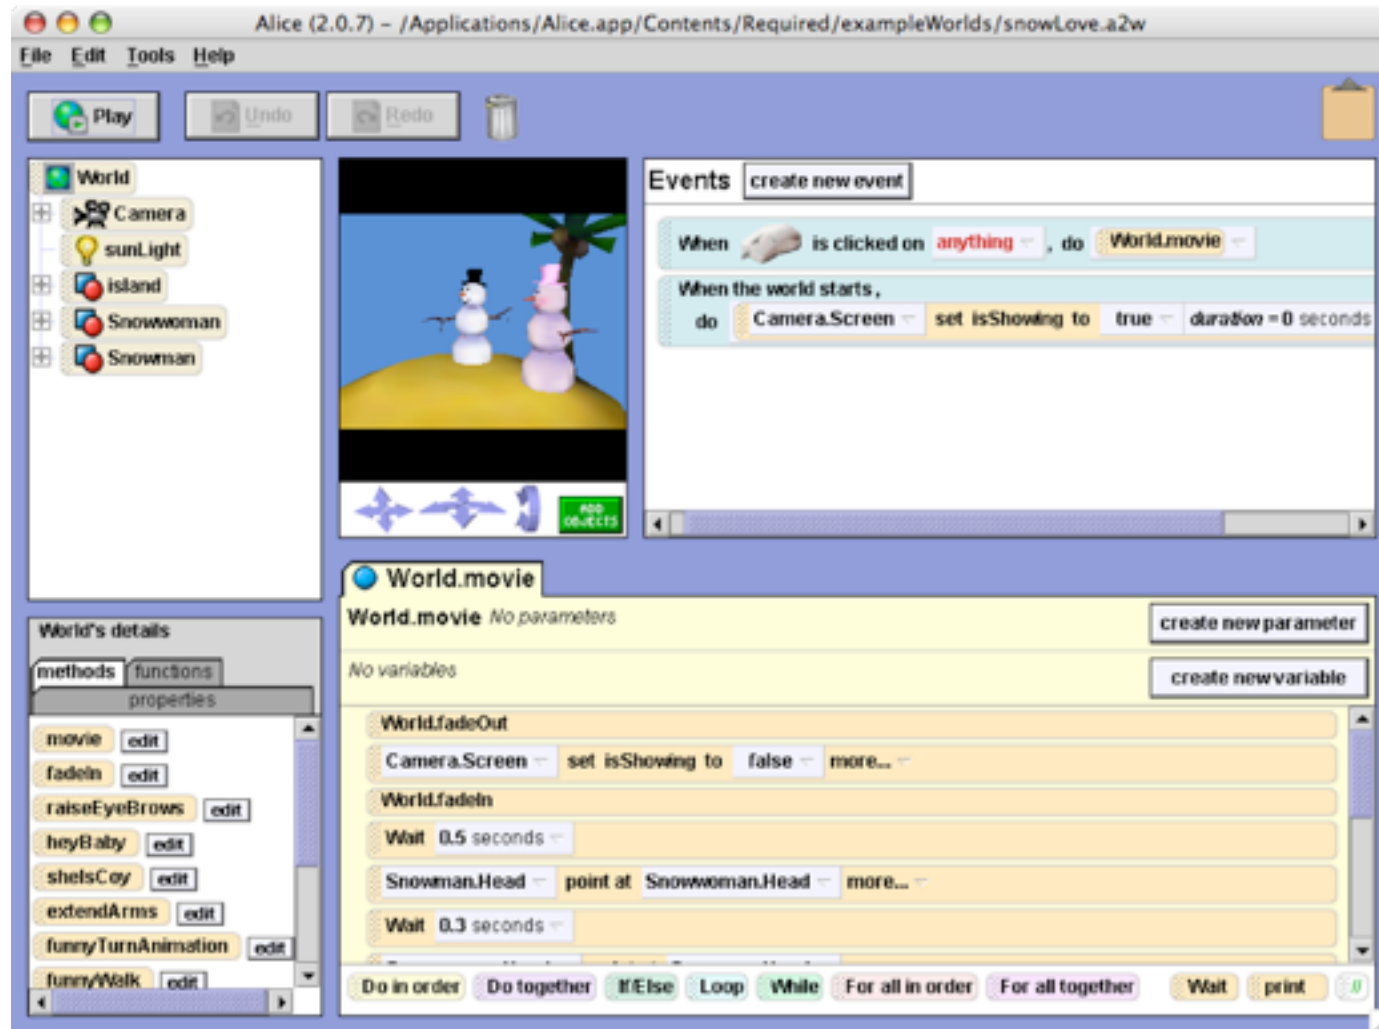 Alice (2.0.7) – /Applications/Alice.app/Contents/Required/exampleWorlds/snowLove.a2w
File Edit Tools Help
Play Undo Redo
World
Camera
sunLight
island
Snowwoman
Snowman
ADD
OBJECTS
Events create new event
When is clicked on anything , do World.movie
When the world starts,
do Camera.Screen set isShowing to true duration = 0 seconds
World's details
methods functions
properties
movie edit
fadeIn edit
raiseEyeBrows edit
heyBaby edit
sheIsCoy edit
extendArms edit
funnyTurnAnimation edit
funnyWalk edit
World.movie
World.movie No parameters
create new parameter
No variables
create new variable
World.fadeOut
Camera.Screen set isShowing to false more...
World.fadeIn
Wait 0.5 seconds
Snowman.Head point at Snowwoman.Head more...
Wait 0.3 seconds
Do in order Do together If/Else Loop While For all in order For all together Wait print //